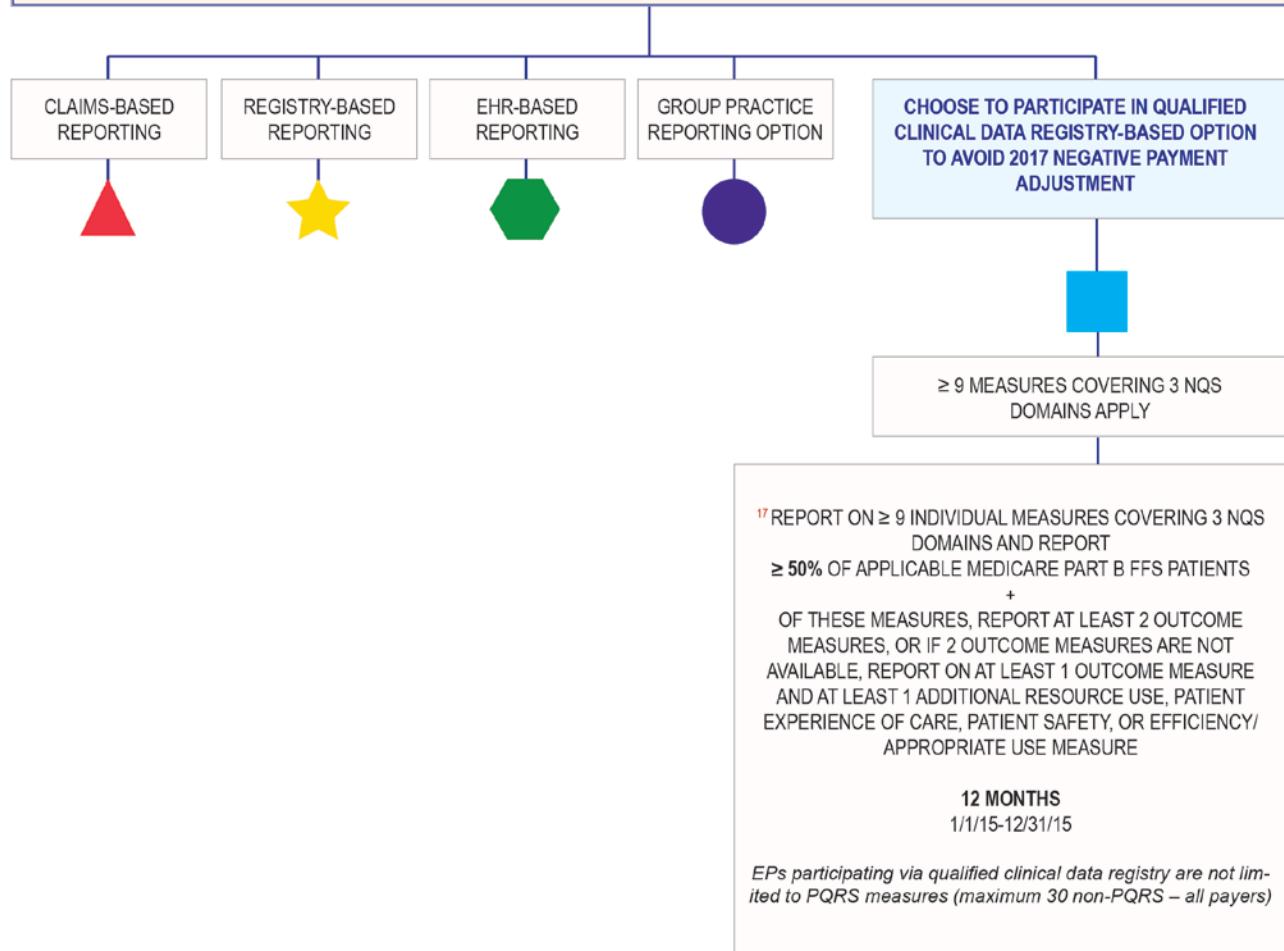 CLAIMS-BASED
REPORTING
REGISTRY-BASED
REPORTING
EHR-BASED
REPORTING
GROUP PRACTICE
REPORTING OPTION
CHOOSE TO PARTICIPATE IN QUALIFIED
CLINICAL DATA REGISTRY-BASED OPTION
TO AVOID 2017 NEGATIVE PAYMENT
ADJUSTMENT
≥ 9 MEASURES COVERING 3 NQS
DOMAINS APPLY
17 REPORT ON ≥ 9 INDIVIDUAL MEASURES COVERING 3 NQS
DOMAINS AND REPORT
≥ 50% OF APPLICABLE MEDICARE PART B FFS PATIENTS
+
OF THESE MEASURES, REPORT AT LEAST 2 OUTCOME
MEASURES, OR IF 2 OUTCOME MEASURES ARE NOT
AVAILABLE, REPORT ON AT LEAST 1 OUTCOME MEASURE
AND AT LEAST 1 ADDITIONAL RESOURCE USE, PATIENT
EXPERIENCE OF CARE, PATIENT SAFETY, OR EFFICIENCY/
APPROPRIATE USE MEASURE
12 MONTHS
1/1/15-12/31/15
EPs participating via qualified clinical data registry are not lim-
ited to PQRS measures (maximum 30 non-PQRS – all payers)